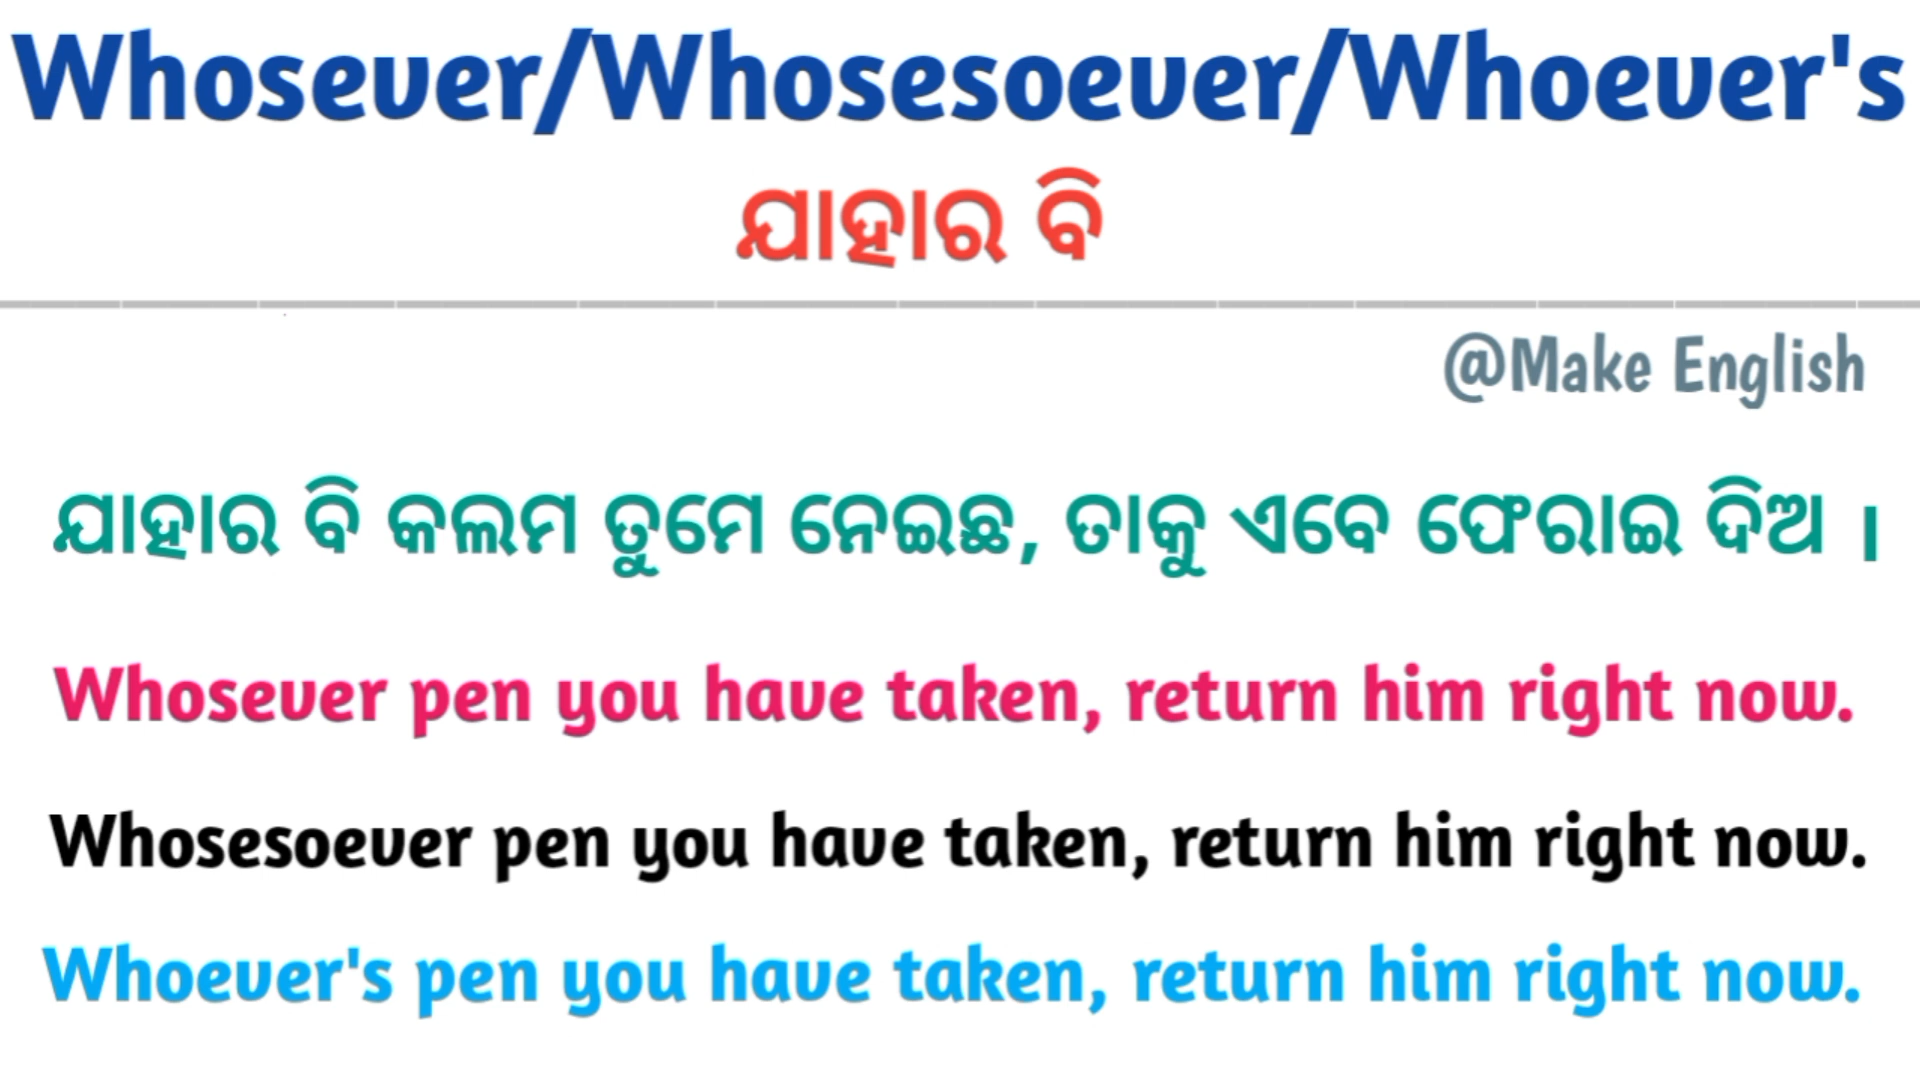 Whosever/Whosesoever/Whoever's
ଯାହାର ବି
@Make English
ଯାହାର ବି କଲମ ତୁମେ ନେଇଛ, ତାକୁ ଏବେ ଫେରାଇ ଦିଅ ।
Whosever pen you have taken, return him right now.
Whosesoever pen you have taken, return him right now.
Whoever's pen you have taken, return him right now.